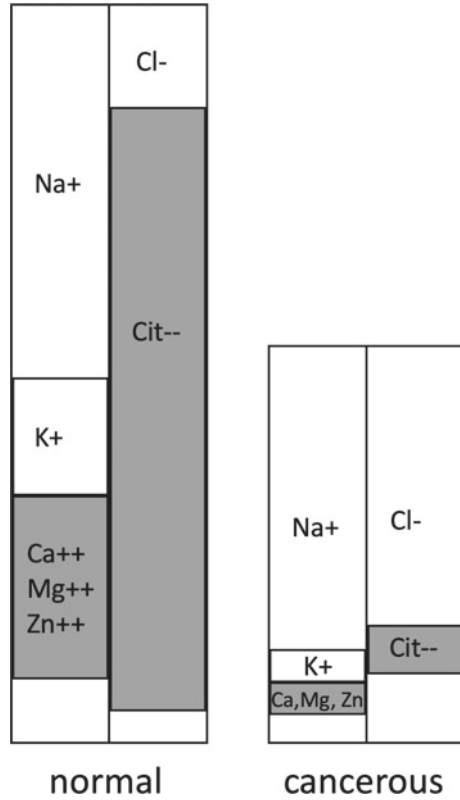 Cl-
Na+
Cit--
K+
Ca++
Mg++
Zn++
normal
Na+
Cl-
Cit--
K+
Ca,Mg, Zn
cancerous